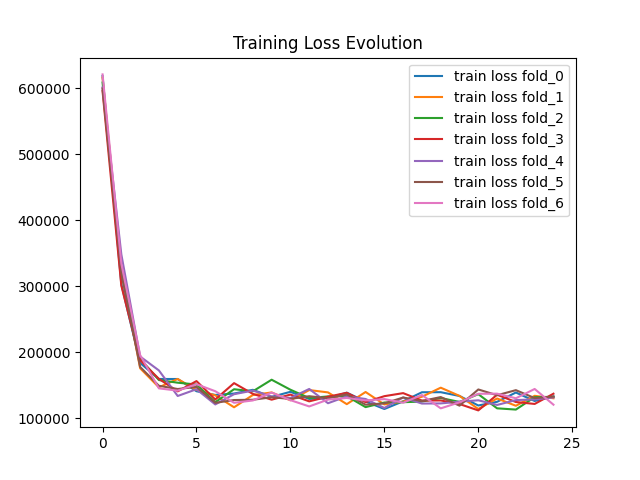 Training Loss Evolution
600000
500000
400000
300000
200000
100000
0
5
10
15
20
25
train loss fold_0
train loss fold_1
train loss fold_2
train loss fold_3
train loss fold_4
train loss fold_5
train loss fold_6